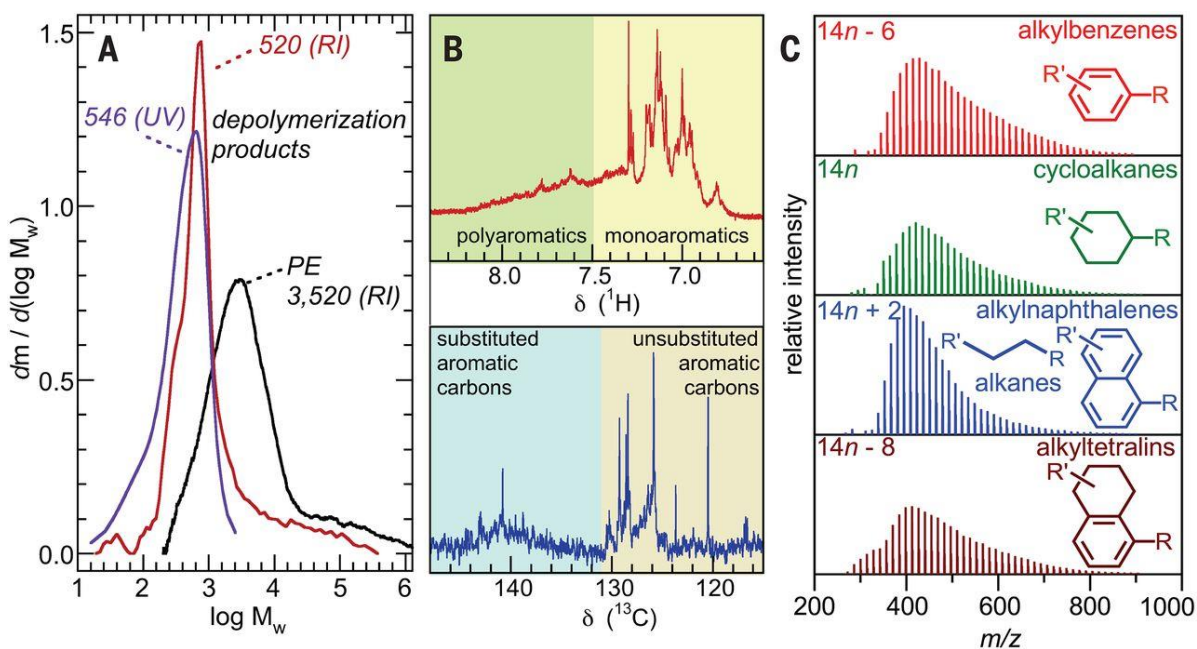 A
1.5
1.0
0.5
0.0
1
2
3
4
5
6
log Mw
dm / d(log Mw)
520 (RI)
546 (UV)
depolymerization
products
PE
3,520 (RI)
B
polyaromatics
monoaromatics
8.0
7.5
7.0
δ (¹H)
substituted
aromatic
carbons
unsubstituted
aromatic
carbons
140
130
120
δ (¹³C)
C
relative intensity
14n - 6
alkylbenzenes
R'
R
14n
cycloalkanes
R'
R
14n + 2
alkylnaphthalenes
R'
R'
R
alkanes
R
14n - 8
alkyltetralins
R'
R
200
400
600
800
1000
m/z